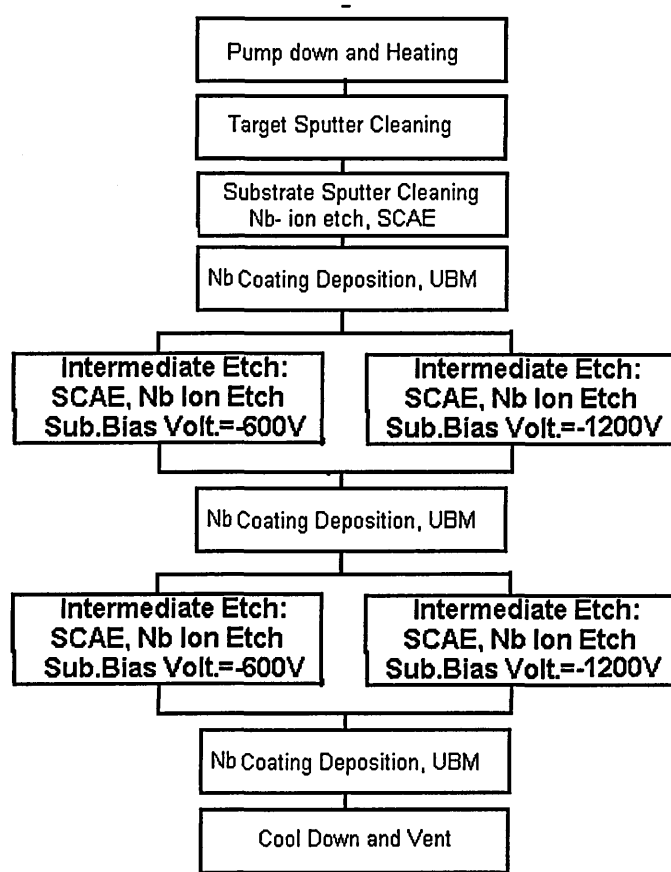 Pump down and Heating
Target Sputter Cleaning
Substrate Sputter Cleaning
Nb- ion etch, SCAE
Nb Coating Deposition, UBM
Intermediate Etch:
SCAE, Nb Ion Etch
Sub.Bias Volt.=-600V
Intermediate Etch:
SCAE, Nb Ion Etch
Sub.Bias Volt.=-1200V
Nb Coating Deposition, UBM
Intermediate Etch:
SCAE, Nb Ion Etch
Sub.Bias Volt.=-600V
Intermediate Etch:
SCAE, Nb Ion Etch
Sub.Bias Volt.=-1200V
Nb Coating Deposition, UBM
Cool Down and Vent